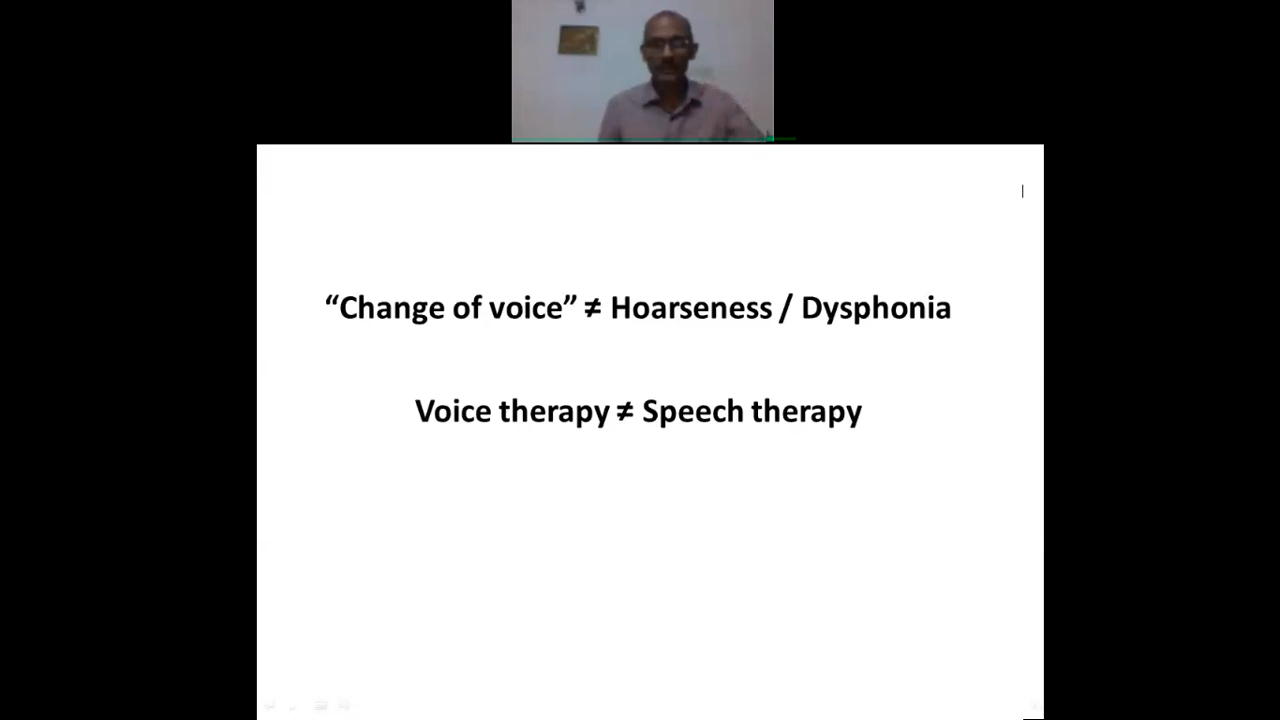 “Change of voice” ≠ Hoarseness / Dysphonia
Voice therapy ≠ Speech therapy